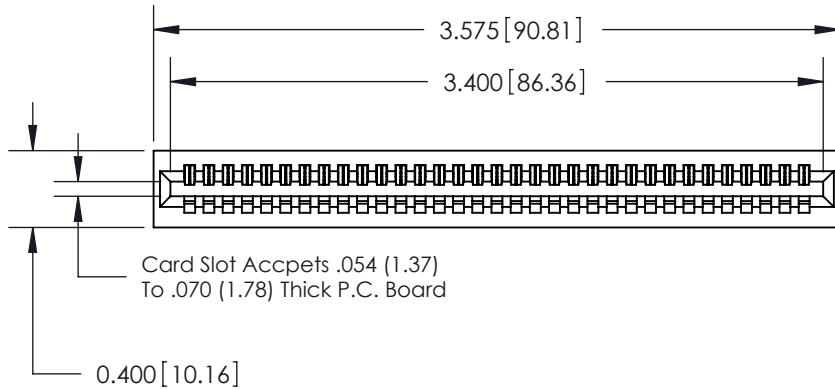 3.575[90.81]
3.400[86.36]
Card Slot Accpets .054 (1.37)
To .070 (1.78) Thick P.C. Board
0.400[10.16]